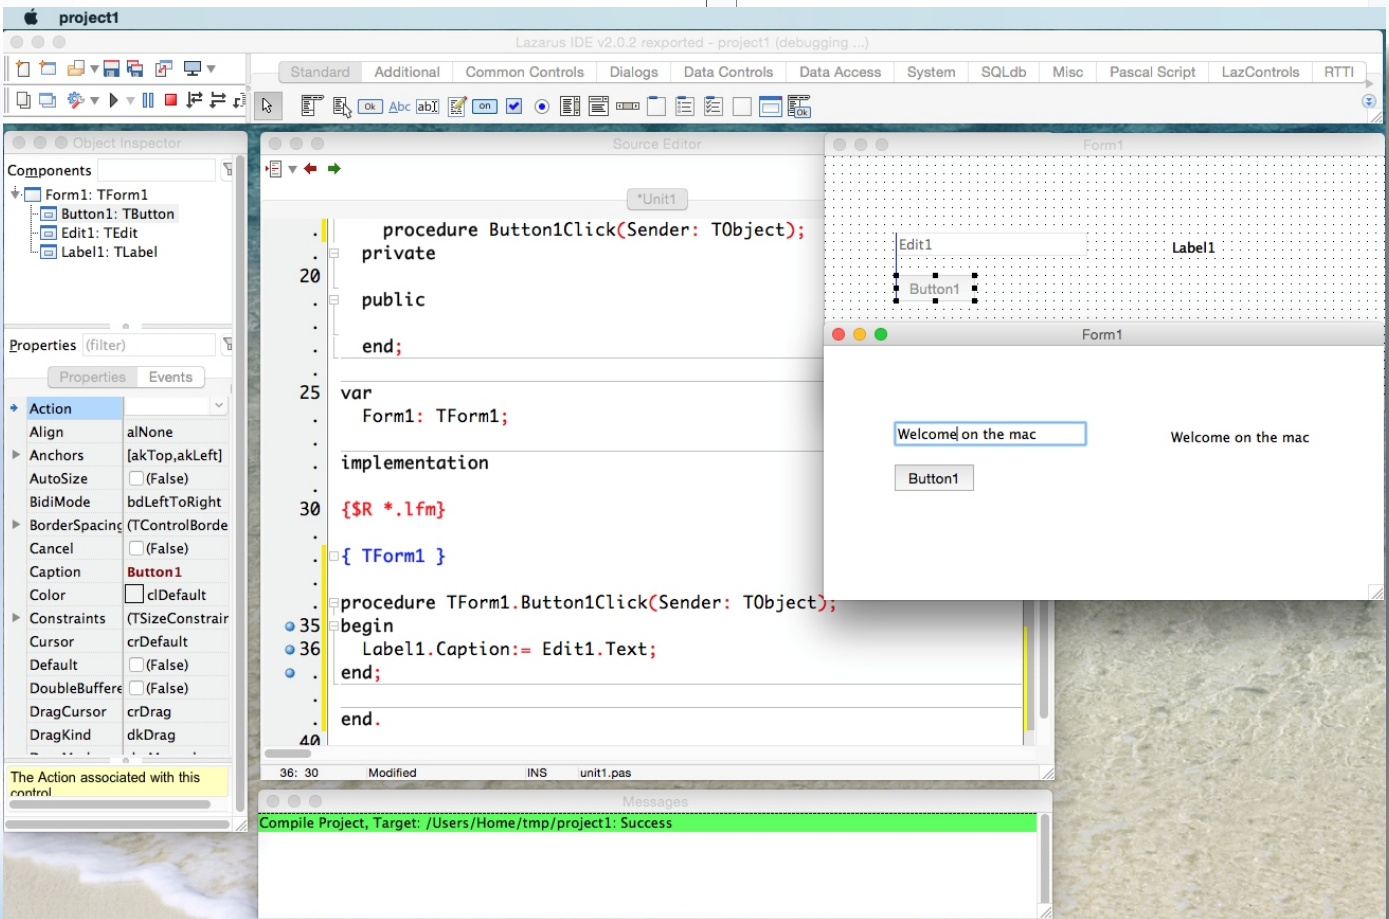 project1
Lazarus IDE v2.0.2 rexported - project1 (debugging ...)
Standard Additional Common Controls Dialogs Data Controls Data Access System SQLdb Misc Pascal Script LazControls RTTI
Ok Abc ab on Ok
Object Inspector
Components
Form1: TForm1
Button1: TButton
Edit1: TEdit
Label1: TLabel
Properties (filter)
Properties Events
Action
Align alNone
Anchors [akTop,akLeft]
AutoSize (False)
BidiMode bdLeftToRight
BorderSpacing (TControlBorde
Cancel (False)
Caption Button1
Color clDefault
Constraints (TSizeConstrair
Cursor crDefault
Default (False)
DoubleBuffere (False)
DragCursor crDrag
DragKind dkDrag
The Action associated with this
control
Source Editor
*Unit1
. procedure Button1Click(Sender: TObject);
. private
20
. public
.
. end;
.
25 var
. Form1: TForm1;
.
. implementation
.
30 {$R *.lfm}
.
. { TForm1 }
.
. procedure TForm1.Button1Click(Sender: TObject);
35 begin
36 Label1.Caption:= Edit1.Text;
. end;
.
. end.
40
36: 30 Modified INS unit1.pas
Messages
Compile Project, Target: /Users/Home/tmp/project1: Success
Form1
Edit1 Label1
Button1
Form1
Welcome on the mac Welcome on the mac
Button1